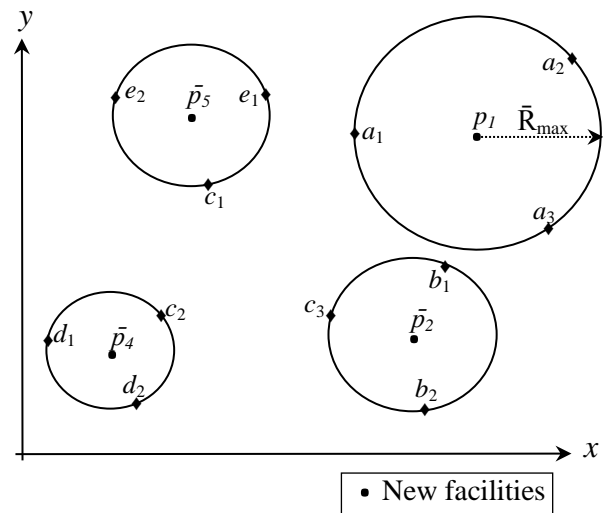 y
a₂
e₂
p̄₅
e₁
p₁
R̄max
a₁
c₁
a₃
b₁
c₂
c₃
d₁
p̄₄
p̄₂
d₂
b₂
x
New facilities